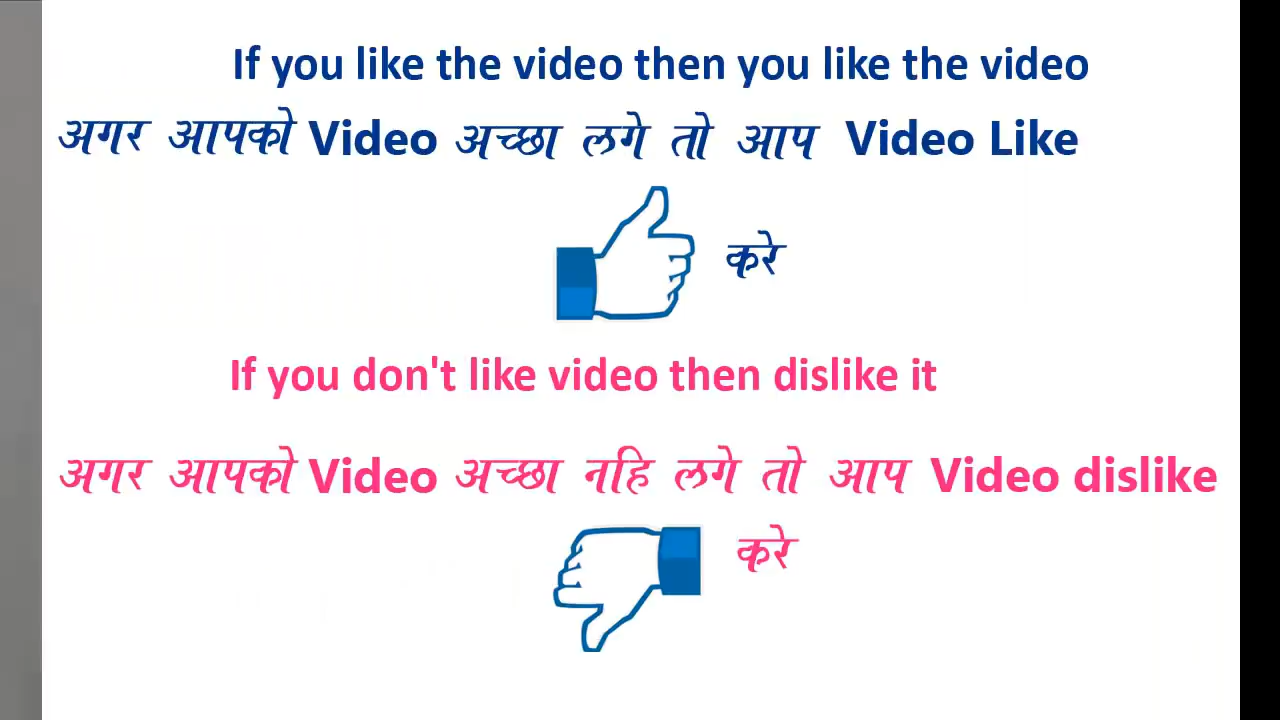 If you like the video then you like the video
अगर आपको Video अच्छा लगे तो आप Video Like
करे
If you don't like video then dislike it
अगर आपको Video अच्छा नहि लगे तो आप Video dislike
करे